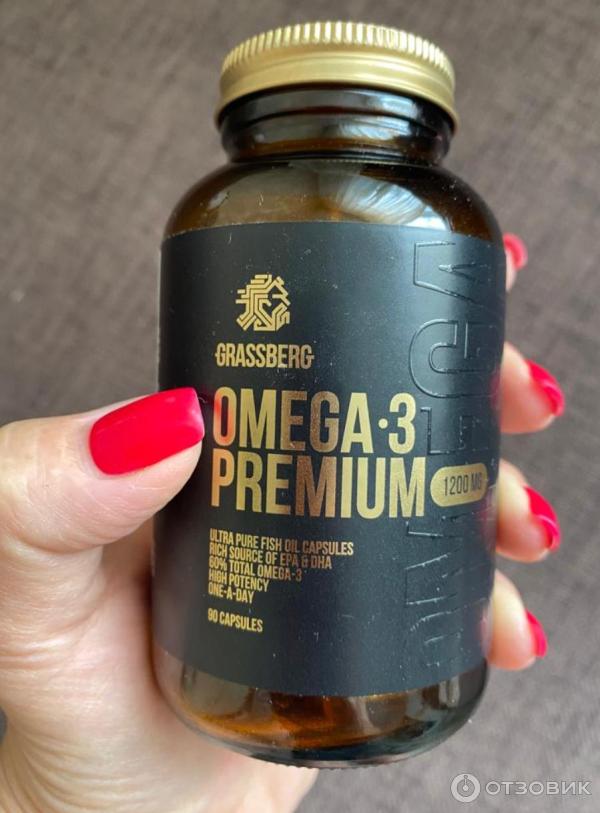 GRASSBERG
OMEGA·3
PREMIUM
1200 MG
ULTRA PURE FISH OIL CAPSULES
RICH SOURCE OF EPA & DHA
60% TOTAL OMEGA-3
HIGH POTENCY
ONE-A-DAY
90 CAPSULES
OMEGA
ОТЗОВИК